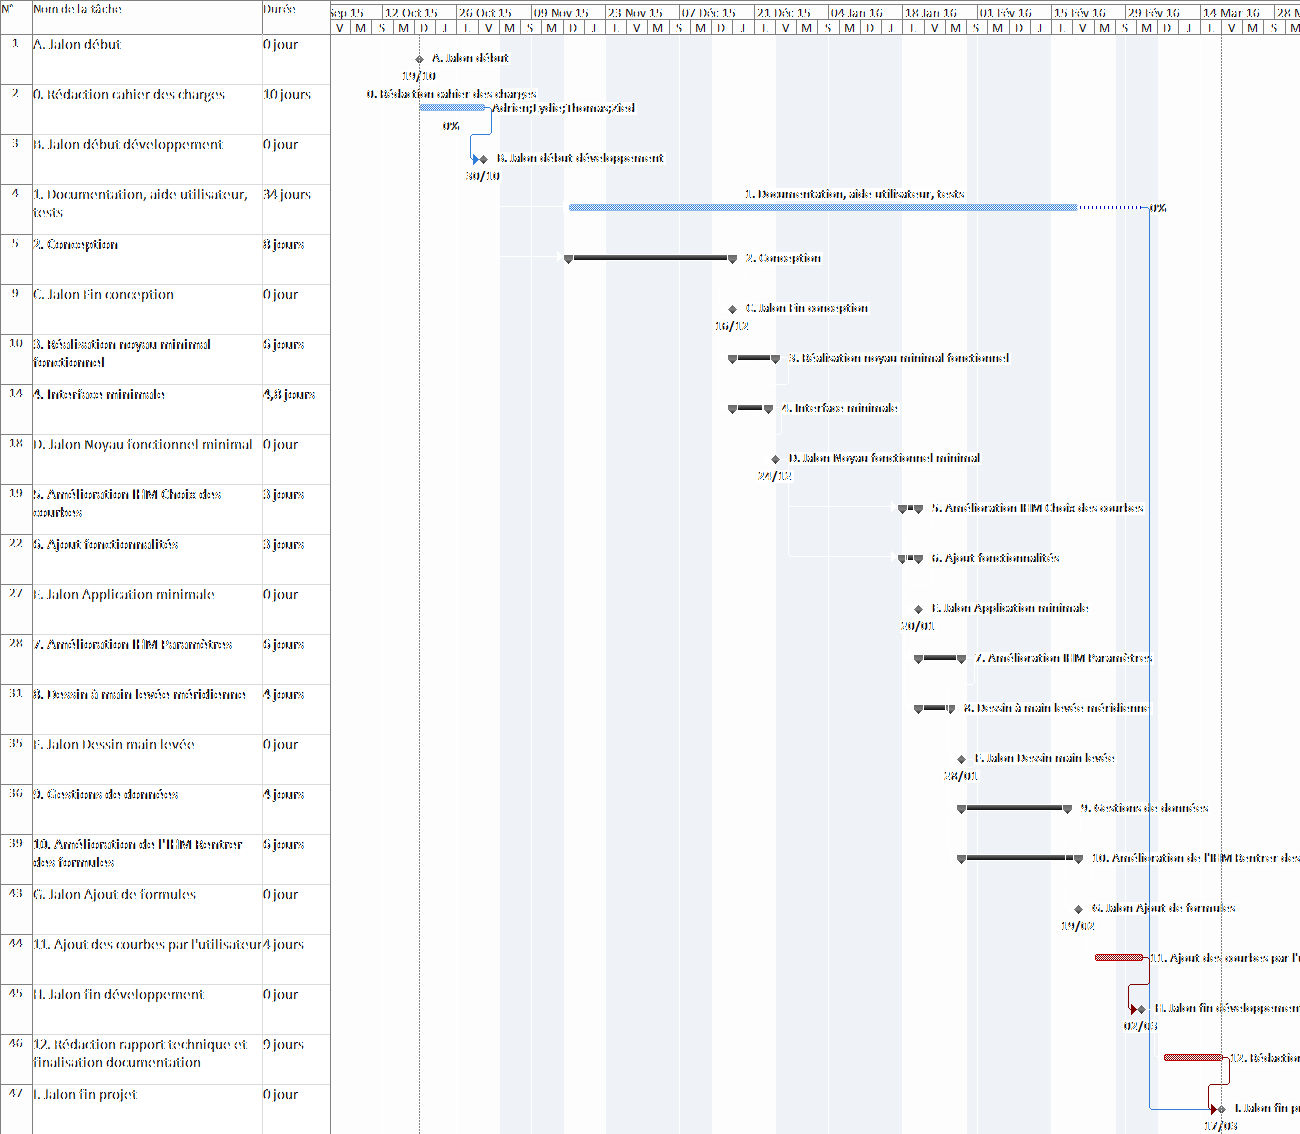 N° Nom de la tâche Durée
sep 15 12 Oct 15 26 Oct 15 09 Nov 15 23 Nov 15 07 Déc 15 21 Déc 15 04 Jan 16 18 Jan 16 01 Fév 16 15 Fév 16 29 Fév 16 14 Mar 16 28 M
V M S D J L V M S M D J L V M S D J L V M S D J L V M S M D J L V M S M
1 A. Jalon début 0 jour
A. Jalon début
19/10
2 0. Rédaction cahier des charges 10 jours
0. Rédaction cahier des charges
Adrien;Lydie;Thomas;Zied
0%
3 B. Jalon début développement 0 jour
B. Jalon début développement
30/10
4 1. Documentation, aide utilisateur, 34 jours
tests
1. Documentation, aide utilisateur, tests
0%
5 2. Conception 8 jours
2. Conception
9 C. Jalon Fin conception 0 jour
C. Jalon Fin conception
16/12
10 3. Réalisation noyau minimal 6 jours
fonctionnel
3. Réalisation noyau minimal fonctionnel
14 4. Interface minimale 4,8 jours
4. Interface minimale
18 D. Jalon Noyau fonctionnel minimal 0 jour
D. Jalon Noyau fonctionnel minimal
24/12
19 5. Amélioration IHM Choix des 3 jours
courbes
5. Amélioration IHM Choix des courbes
22 6. Ajout fonctionnalités 3 jours
6. Ajout fonctionnalités
27 E. Jalon Application minimale 0 jour
E. Jalon Application minimale
20/01
28 7. Amélioration IHM Paramètres 6 jours
7. Amélioration IHM Paramètres
31 8. Dessin à main levée méridienne 4 jours
8. Dessin à main levée méridienne
35 F. Jalon Dessin main levée 0 jour
F. Jalon Dessin main levée
28/01
36 9. Gestions de données 4 jours
9. Gestions de données
39 10. Amélioration de l'IHM Rentrer 6 jours
des formules
10. Amélioration de l'IHM Rentrer des
43 G. Jalon Ajout de formules 0 jour
G. Jalon Ajout de formules
19/02
44 11. Ajout des courbes par l'utilisateur 4 jours
11. Ajout des courbes par l'u
45 H. Jalon fin développement 0 jour
H. Jalon fin développement
02/03
46 12. Rédaction rapport technique et 9 jours
finalisation documentation
12. Rédaction
47 I. Jalon fin projet 0 jour
I. Jalon fin pr
17/03